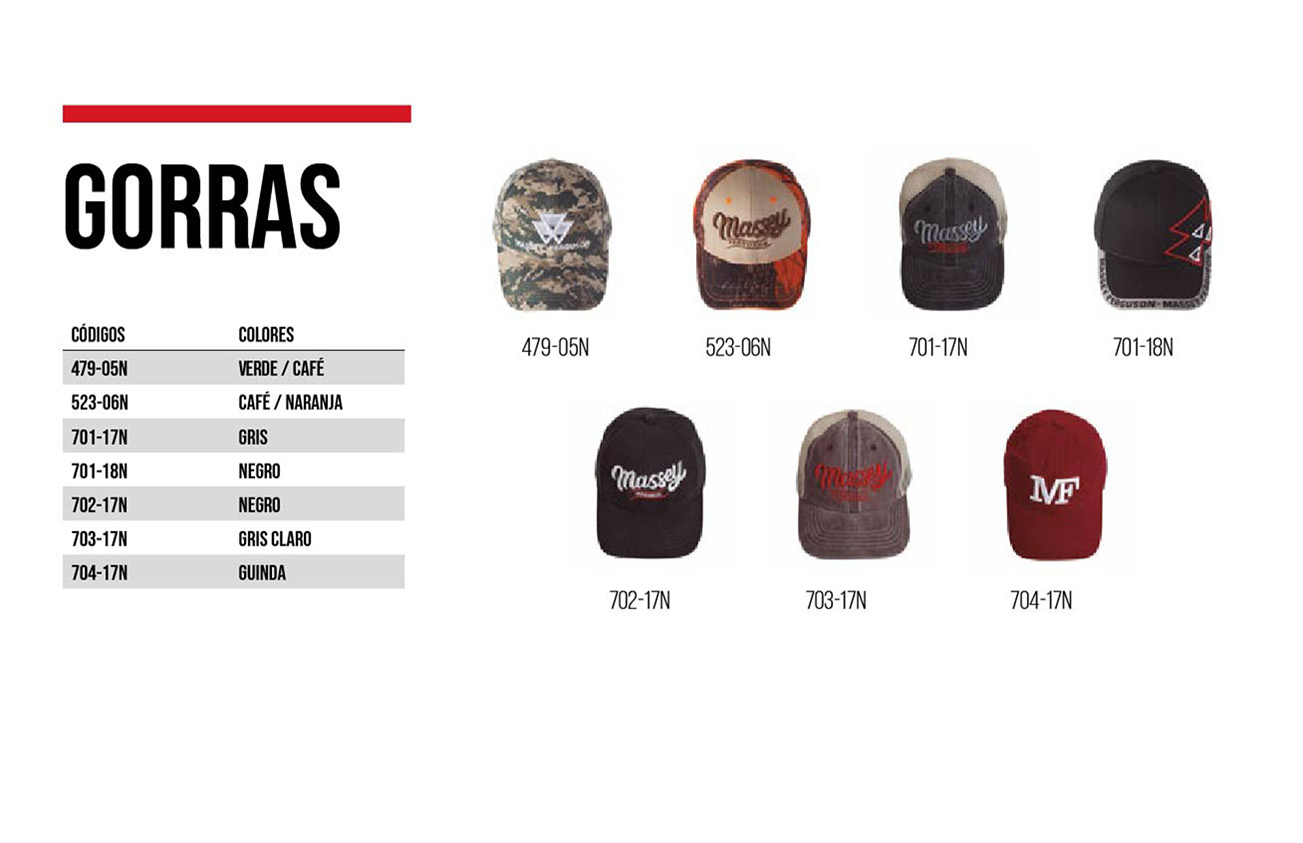 GORRAS
CÓDIGOS COLORES
479-05N VERDE / CAFÉ
523-06N CAFÉ / NARANJA
701-17N GRIS
701-18N NEGRO
702-17N NEGRO
703-17N GRIS CLARO
704-17N GUINDA
Massey
Massey
FERGUSON - MASSEY
479-05N 523-06N 701-17N 701-18N
Massey
Massey
MF
702-17N 703-17N 704-17N